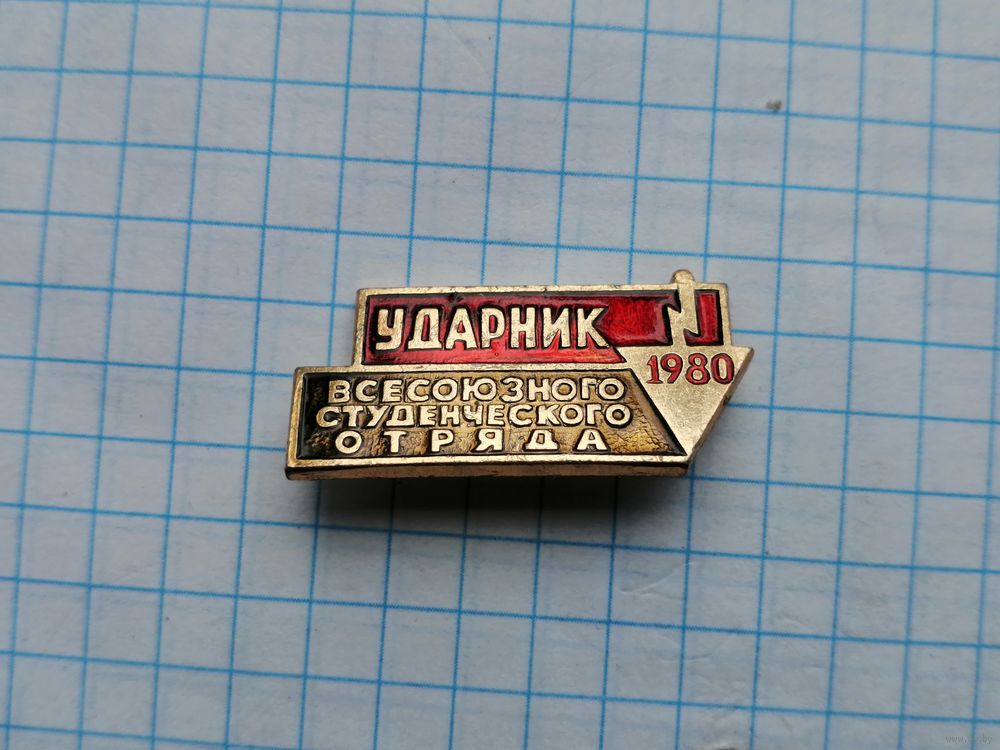 УДАРНИК
1980
ВСЕСОЮЗНОГО
СТУДЕНЧЕСКОГО
ОТРЯДА